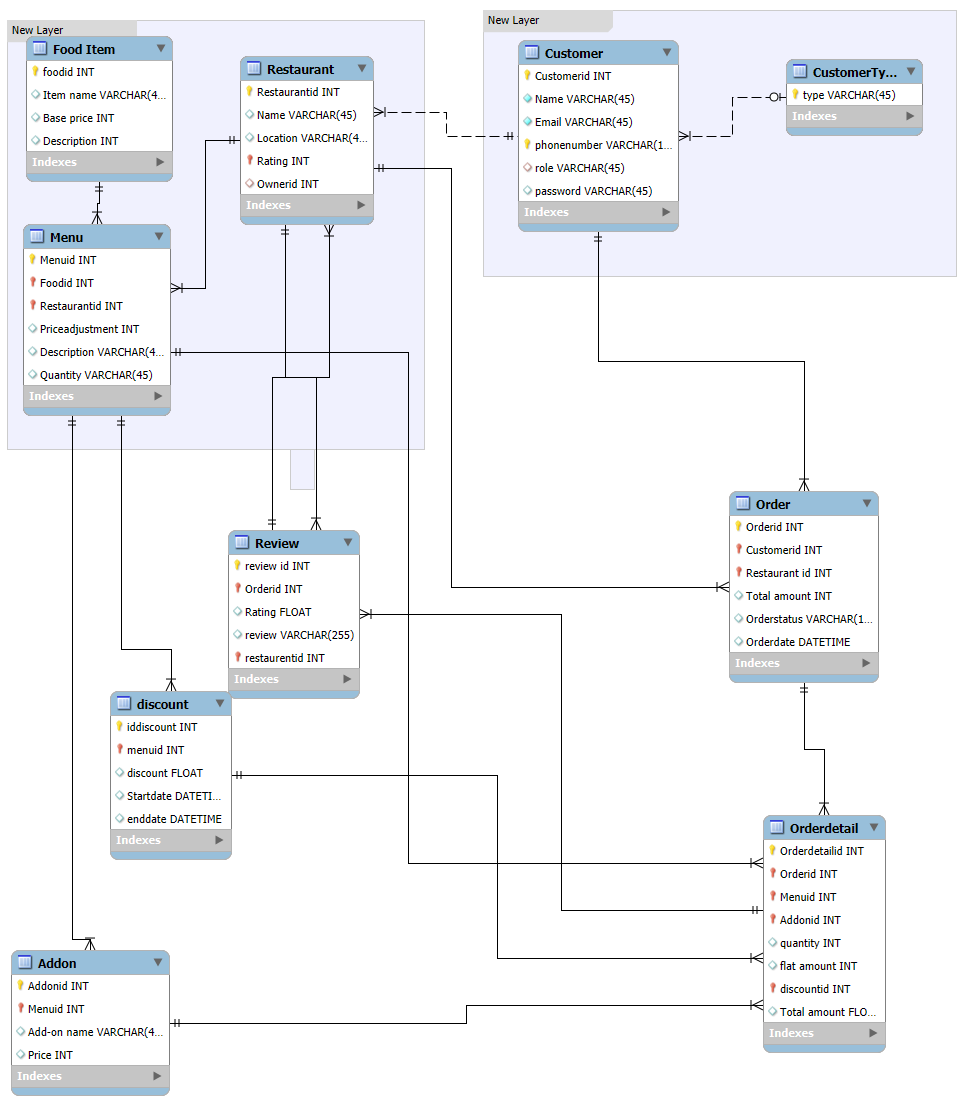 New Layer
Food Item
foodid INT
Item name VARCHAR(4...
Base price INT
Description INT
Indexes
Restaurant
Restaurantid INT
Name VARCHAR(45)
Location VARCHAR(4...
Rating INT
Ownerid INT
Indexes
Menu
Menuid INT
Foodid INT
Restaurantid INT
Priceadjustment INT
Description VARCHAR(4...
Quantity VARCHAR(45)
Indexes
New Layer
Customer
Customerid INT
Name VARCHAR(45)
Email VARCHAR(45)
phonenumber VARCHAR(1...
role VARCHAR(45)
password VARCHAR(45)
Indexes
CustomerTy...
type VARCHAR(45)
Indexes
Order
Orderid INT
Customerid INT
Restaurant id INT
Total amount INT
Orderstatus VARCHAR(1...
Orderdate DATETIME
Indexes
Review
review id INT
Orderid INT
Rating FLOAT
review VARCHAR(255)
restaurentid INT
Indexes
discount
iddiscount INT
menuid INT
discount FLOAT
Startdate DATETI...
enddate DATETIME
Indexes
Orderdetail
Orderdetailid INT
Orderid INT
Menuid INT
Addonid INT
quantity INT
flat amount INT
discountid INT
Total amount FLO...
Indexes
Addon
Addonid INT
Menuid INT
Add-on name VARCHAR(4...
Price INT
Indexes